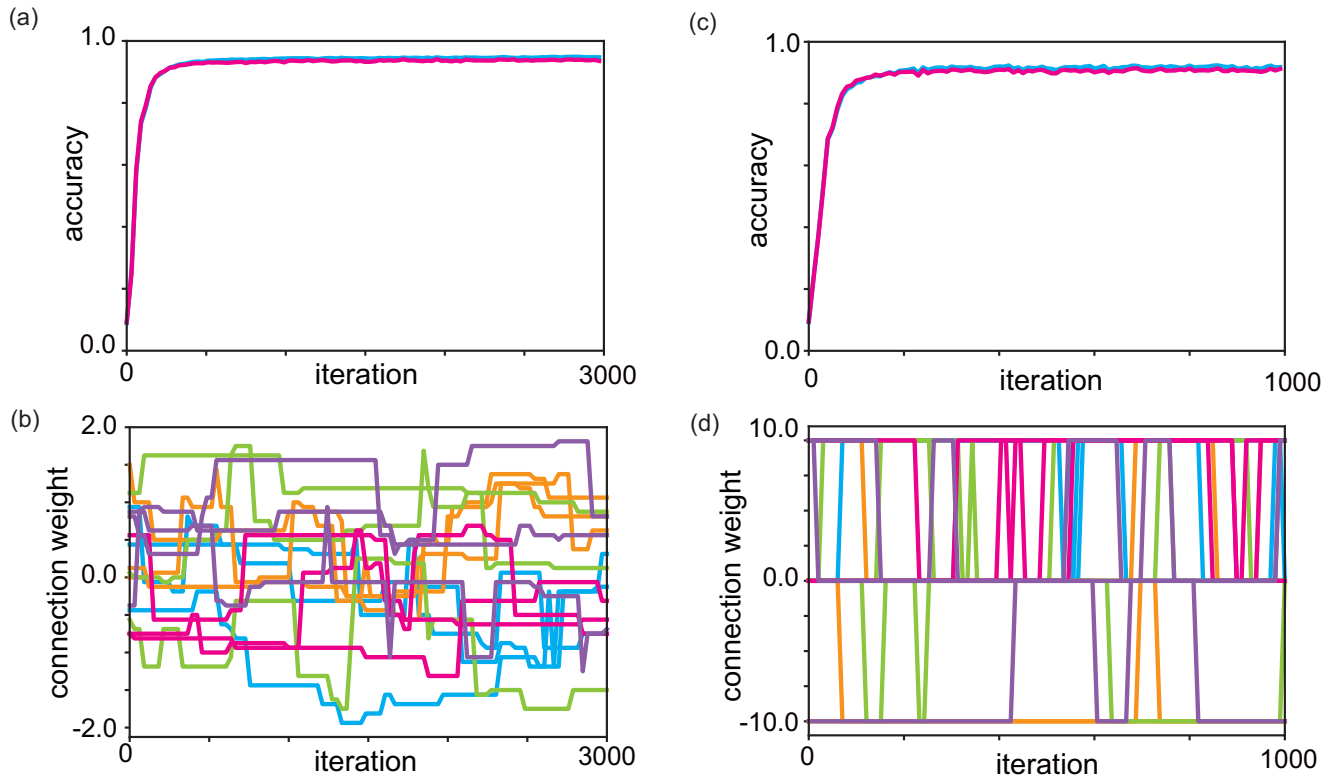 (a)
1.0
accuracy
0.0
0
iteration
3000
(b)
2.0
connection weight
0.0
-2.0
0
iteration
3000
(c)
1.0
accuracy
0.0
0
iteration
1000
(d)
10.0
connection weight
0.0
-10.0
0
iteration
1000